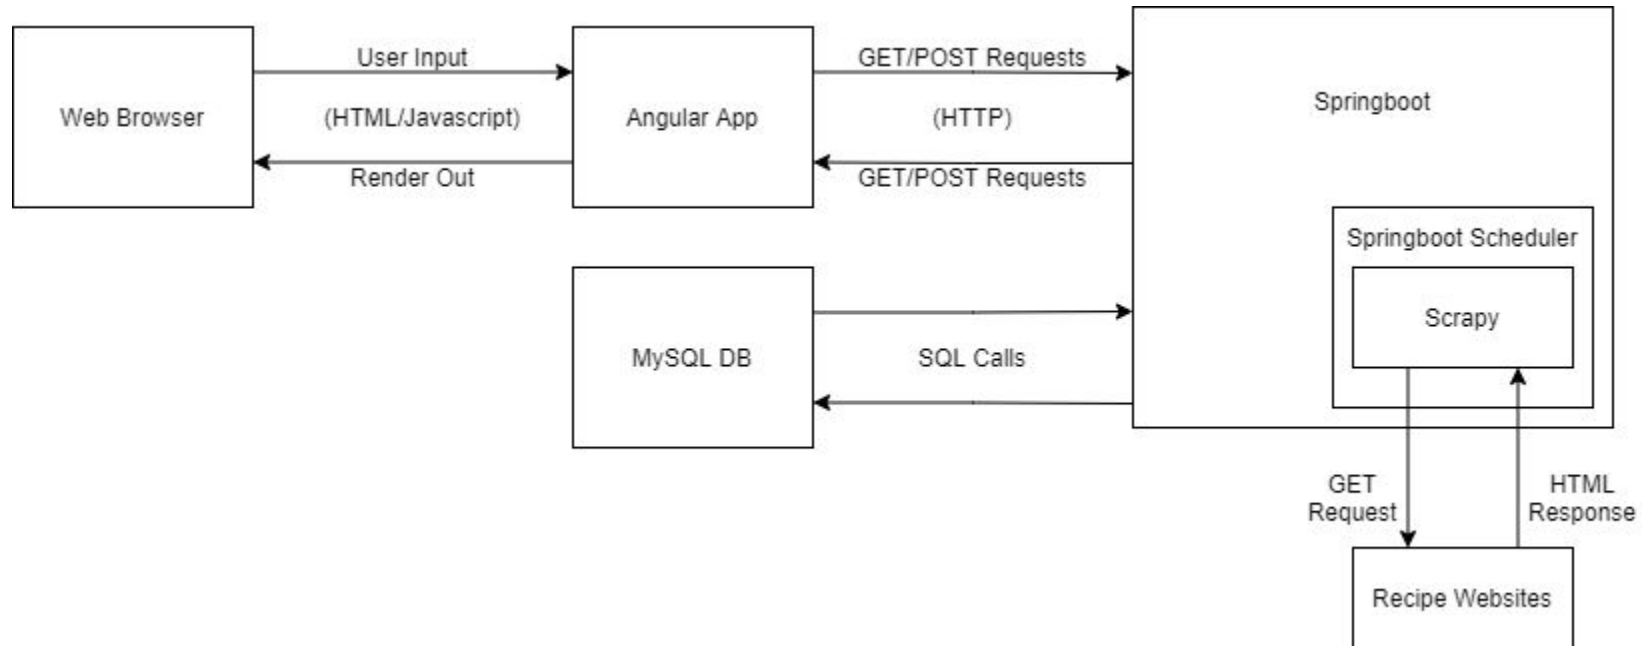 User Input
GET/POST Requests
Springboot
Web Browser
(HTML/Javascript)
Angular App
(HTTP)
Render Out
GET/POST Requests
Springboot Scheduler
Scrapy
MySQL DB
SQL Calls
GET
Request
HTML
Response
Recipe Websites